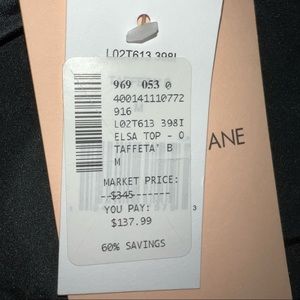 L02T613 398I
969 053 0
400141110772
916
L02T613 398I
ELSA TOP - 0
TAFFETA' B
M
MARKET PRICE:
$345
YOU PAY:
$137.99
60% SAVINGS
ANE
3